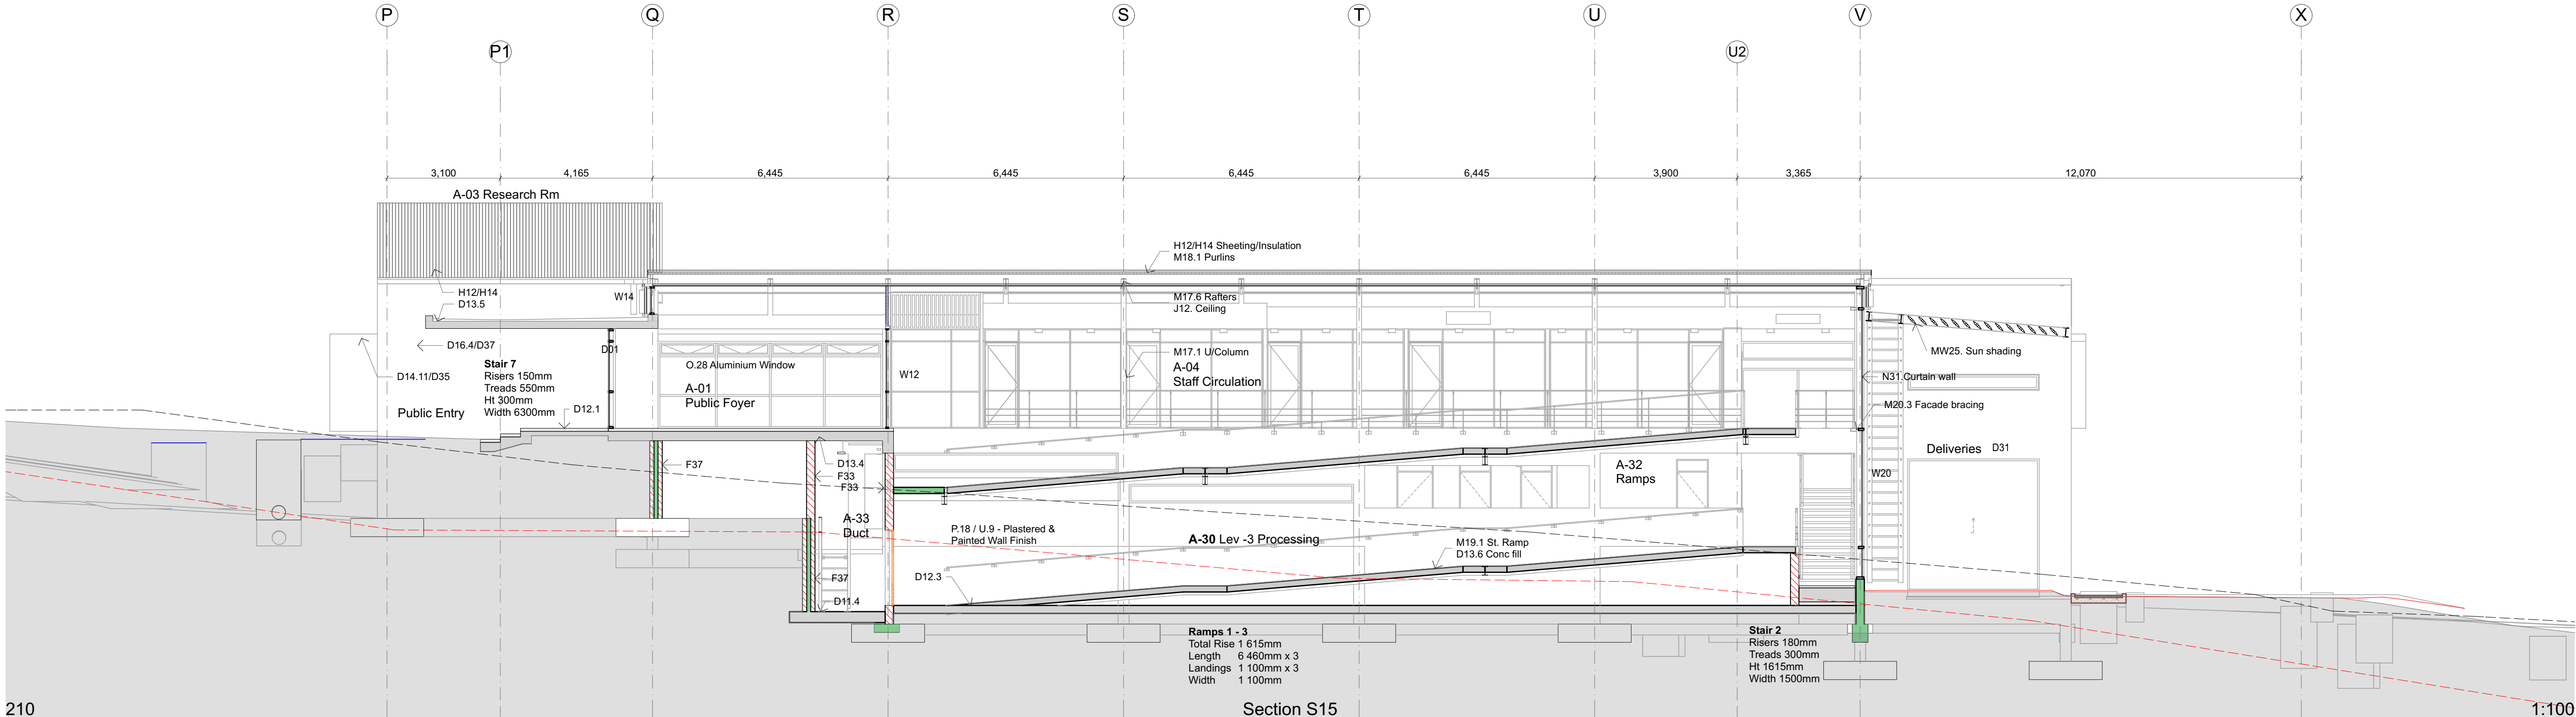 P
Q
R
S
T
U
V
X
P1
U2
3,100
4,165
6,445
6,445
6,445
6,445
3,900
3,365
12,070
A-03 Research Rm
H12/H14 Sheeting/Insulation
M18.1 Purlins
H12/H14
D13.5
W14
M17.6 Rafters
J12. Ceiling
D16.4/D37
D01
MW25. Sun shading
Stair 7
Risers 150mm
Treads 550mm
Ht 300mm
Width 6300mm
D14.11/D35
O.28 Aluminium Window
A-01
Public Foyer
W12
M17.1 U/Column
A-04
Staff Circulation
N31.Curtain wall
M20.3 Facade bracing
Public Entry
D12.1
Deliveries
D31
F37
D13.4
F33
F33
A-32
Ramps
W20
A-33
Duct
P.18 / U.9 - Plastered &
Painted Wall Finish
A-30 Lev -3 Processing
M19.1 St. Ramp
D13.6 Conc fill
F37
D12.3
D11.4
Ramps 1 - 3
Total Rise 1 615mm
Length 6 460mm x 3
Landings 1 100mm x 3
Width 1 100mm
Stair 2
Risers 180mm
Treads 300mm
Ht 1615mm
Width 1500mm
210
Section S15
1:100